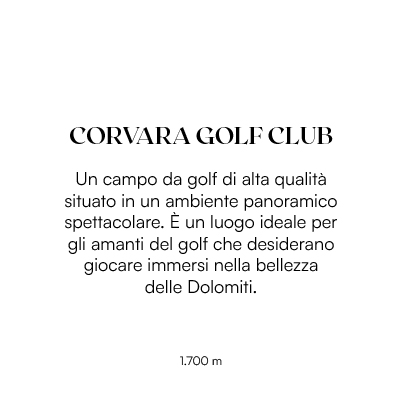 CORVARA GOLF CLUB
Un campo da golf di alta qualità
situato in un ambiente panoramico
spettacolare. È un luogo ideale per
gli amanti del golf che desiderano
giocare immersi nella bellezza
delle Dolomiti.
1.700 m